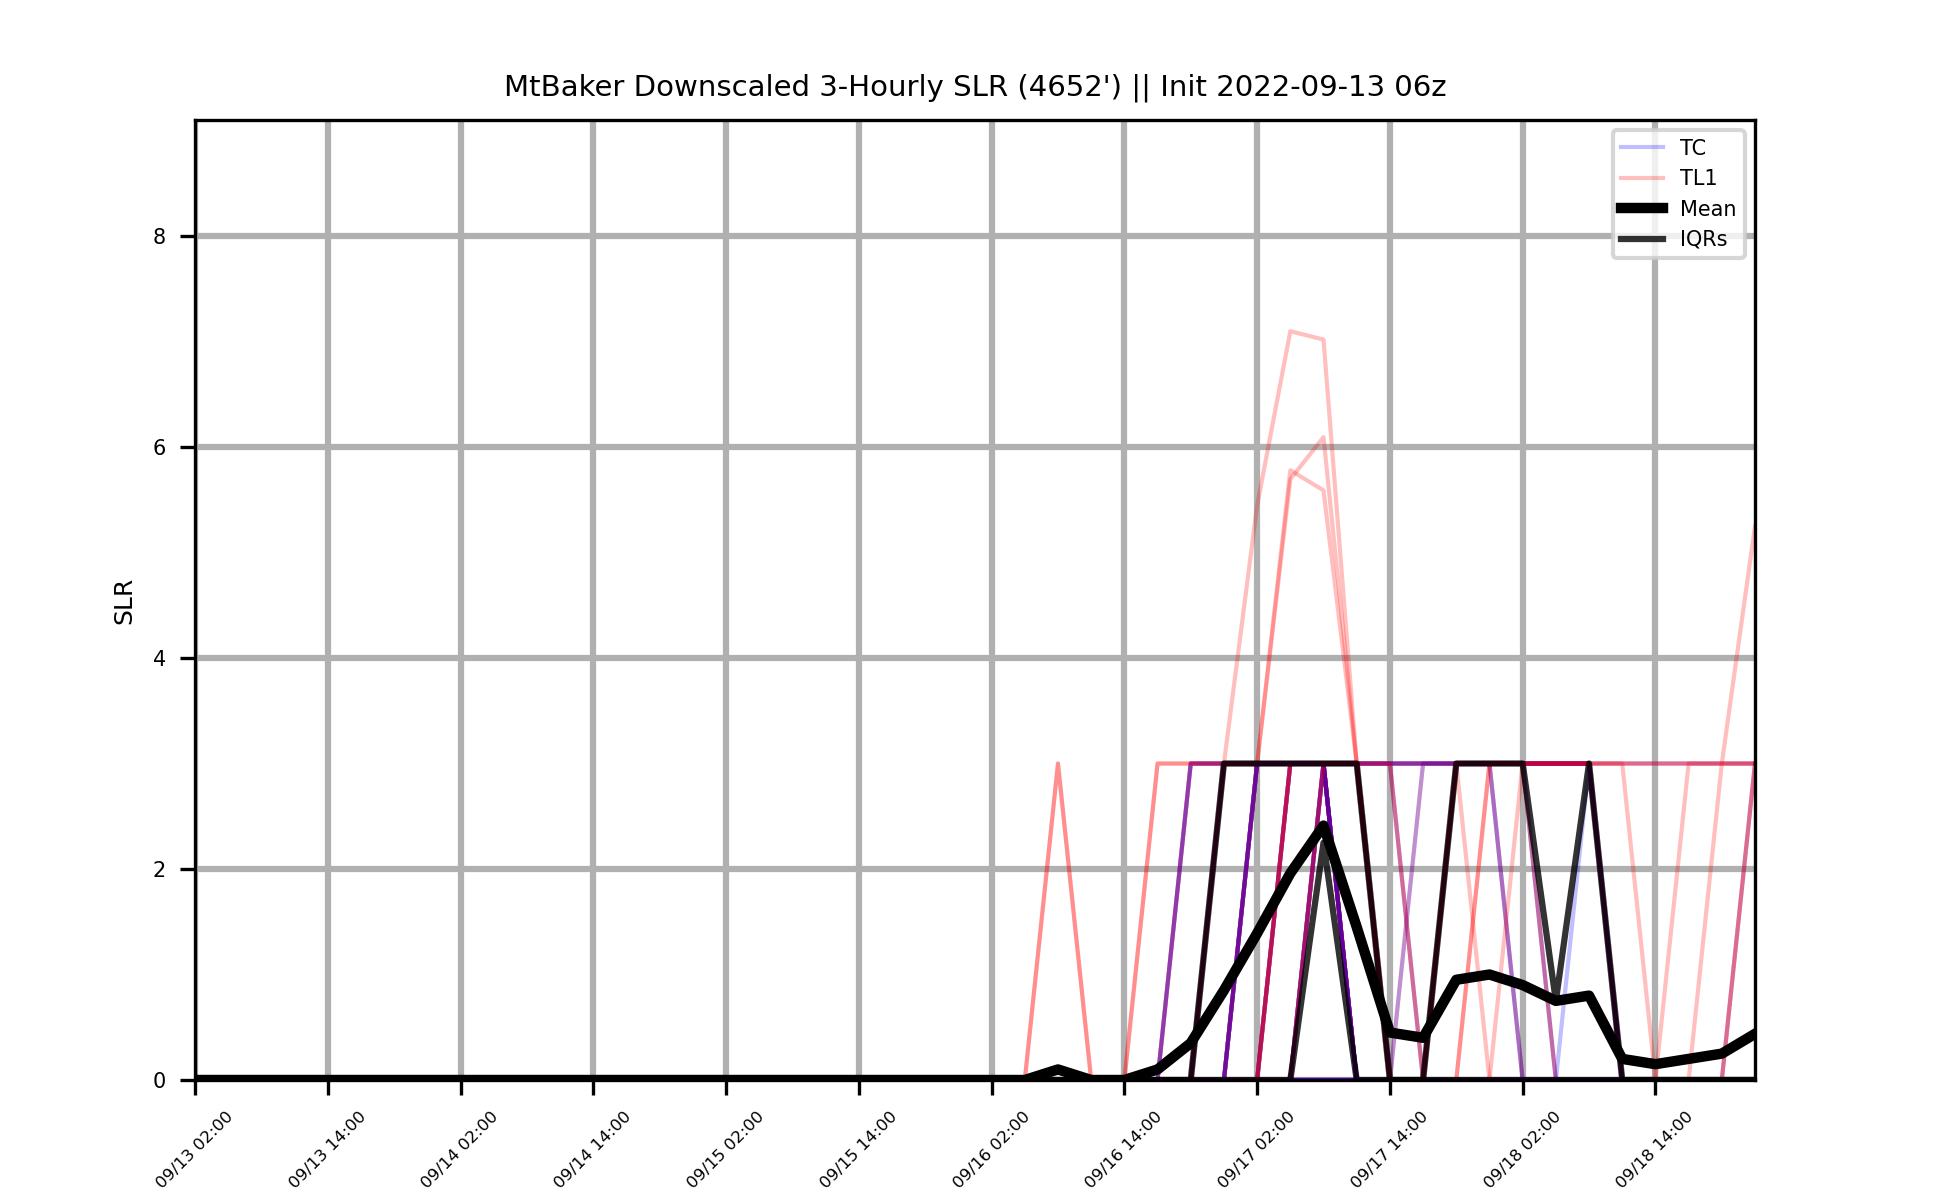 MtBaker Downscaled 3-Hourly SLR (4652') || Init 2022-09-13 06z
TC
TL1
Mean
IQRs
8
6
4
2
0
SLR
09/13 02:00
09/13 14:00
09/14 02:00
09/14 14:00
09/15 02:00
09/15 14:00
09/16 02:00
09/16 14:00
09/17 02:00
09/17 14:00
09/18 02:00
09/18 14:00